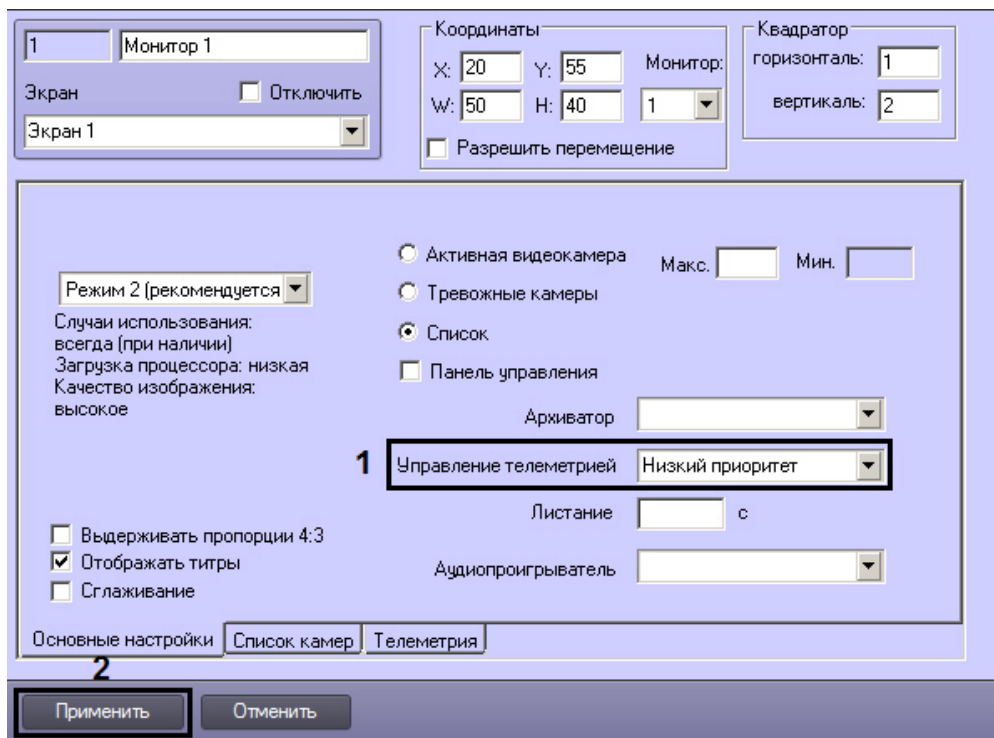 1
Монитор 1
Экран
Отключить
Экран 1
Координаты
X: 20 Y: 55 Монитор:
W: 50 H: 40 1
Разрешить перемещение
Квадратор
горизонталь: 1
вертикаль: 2
Режим 2 (рекомендуется
Случаи использования:
всегда (при наличии)
Загрузка процессора: низкая
Качество изображения:
высокое
Активная видеокамера
Макс. Мин.
Тревожные камеры
Список
Панель управления
Архиватор
1 Управление телеметрией Низкий приоритет
Листание с
Аудиопроигрыватель
Выдерживать пропорции 4:3
Отображать титры
Сглаживание
Основные настройки Список камер Телеметрия
2
Применить Отменить